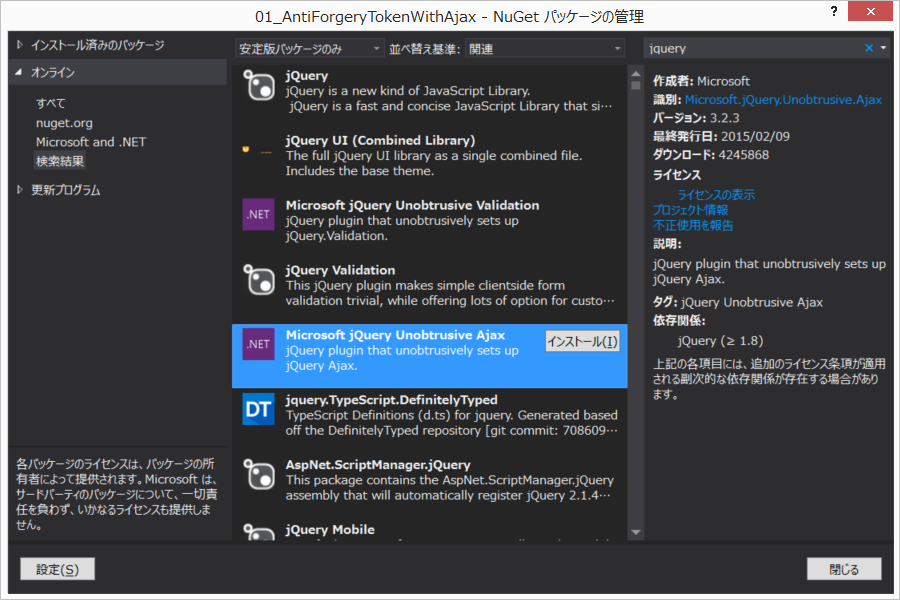 01_AntiForgeryTokenWithAjax - NuGet パッケージの管理
インストール済みのパッケージ
オンライン
すべて
nuget.org
Microsoft and .NET
検索結果
更新プログラム
各パッケージのライセンスは、パッケージの所
有者によって提供されます。Microsoft は、
サードパーティのパッケージについて、一切責
任を負わず、いかなるライセンスも提供しま
せん。
設定(S)
安定版パッケージのみ 並べ替え基準: 関連
jQuery
jQuery is a new kind of JavaScript Library.
jQuery is a fast and concise JavaScript Library that si···
jQuery UI (Combined Library)
The full jQuery UI library as a single combined file.
Includes the base theme.
.NET
Microsoft jQuery Unobtrusive Validation
jQuery plugin that unobtrusively sets up
jQuery.Validation.
jQuery Validation
This jQuery plugin makes simple clientside form
validation trivial, while offering lots of option for custo···
.NET
Microsoft jQuery Unobtrusive Ajax
インストール(I)
jQuery plugin that unobtrusively sets up
jQuery Ajax.
DT
jquery.TypeScript.DefinitelyTyped
TypeScript Definitions (d.ts) for jquery. Generated based
off the DefinitelyTyped repository [git commit: 708609···
AspNet.ScriptManager.jQuery
This package contains the AspNet.ScriptManager.jQuery
assembly that will automatically register jQuery 2.1.4···
jQuery Mobile
jquery
作成者: Microsoft
識別: Microsoft.jQuery.Unobtrusive.Ajax
バージョン: 3.2.3
最終発行日: 2015/02/09
ダウンロード: 4245868
ライセンス
ライセンスの表示
プロジェクト情報
不正使用を報告
説明:
jQuery plugin that unobtrusively sets up
jQuery Ajax.
タグ: jQuery Unobtrusive Ajax
依存関係:
jQuery (≥ 1.8)
上記の各項目には、追加のライセンス条項が適用
される副次的な依存関係が存在する場合があり
ます。
閉じる